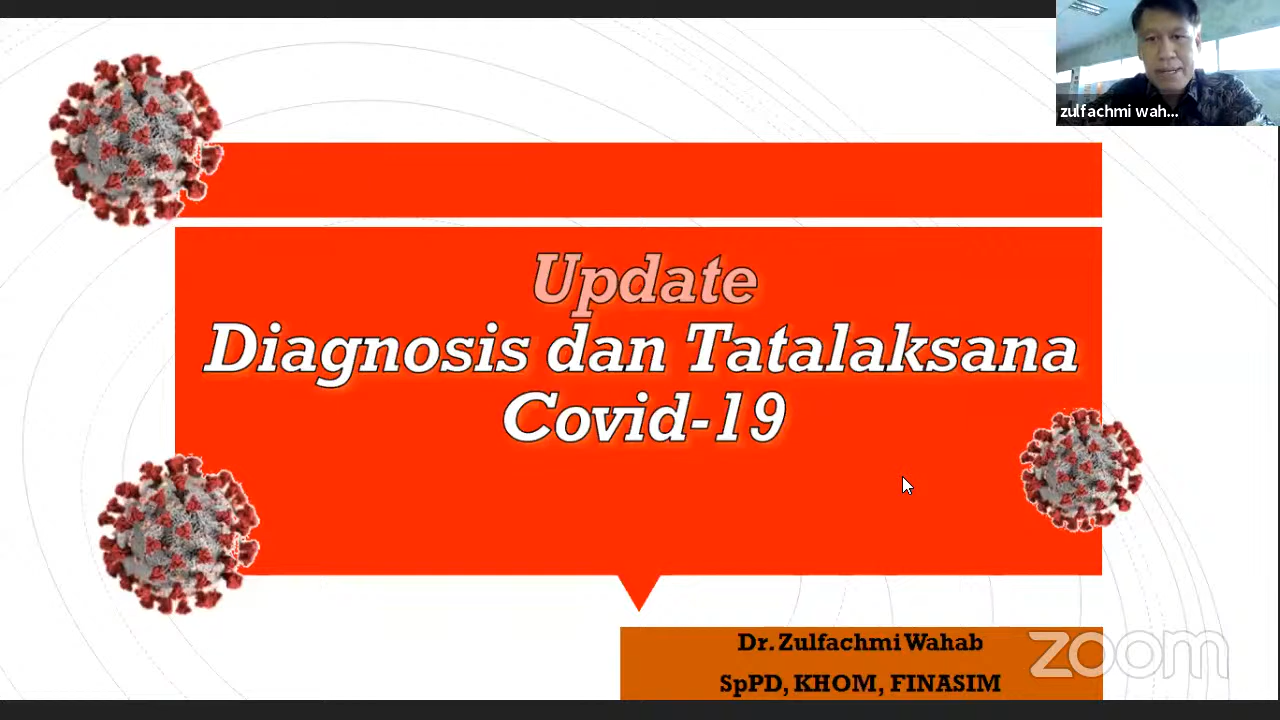 zulfachmi wah...
Update
Diagnosis dan Tatalaksana
Covid-19
Dr. Zulfachmi Wahab
SpPD, KHOM, FINASIM
zoom